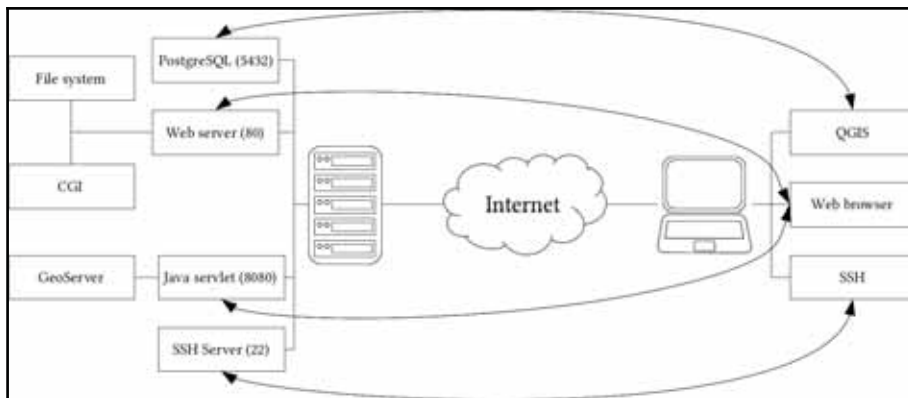 PostgreSQL (5432)
File system
Web server (80)
QGIS
CGI
Internet
Web browser
GeoServer
Java servlet (8080)
SSH
SSH Server (22)